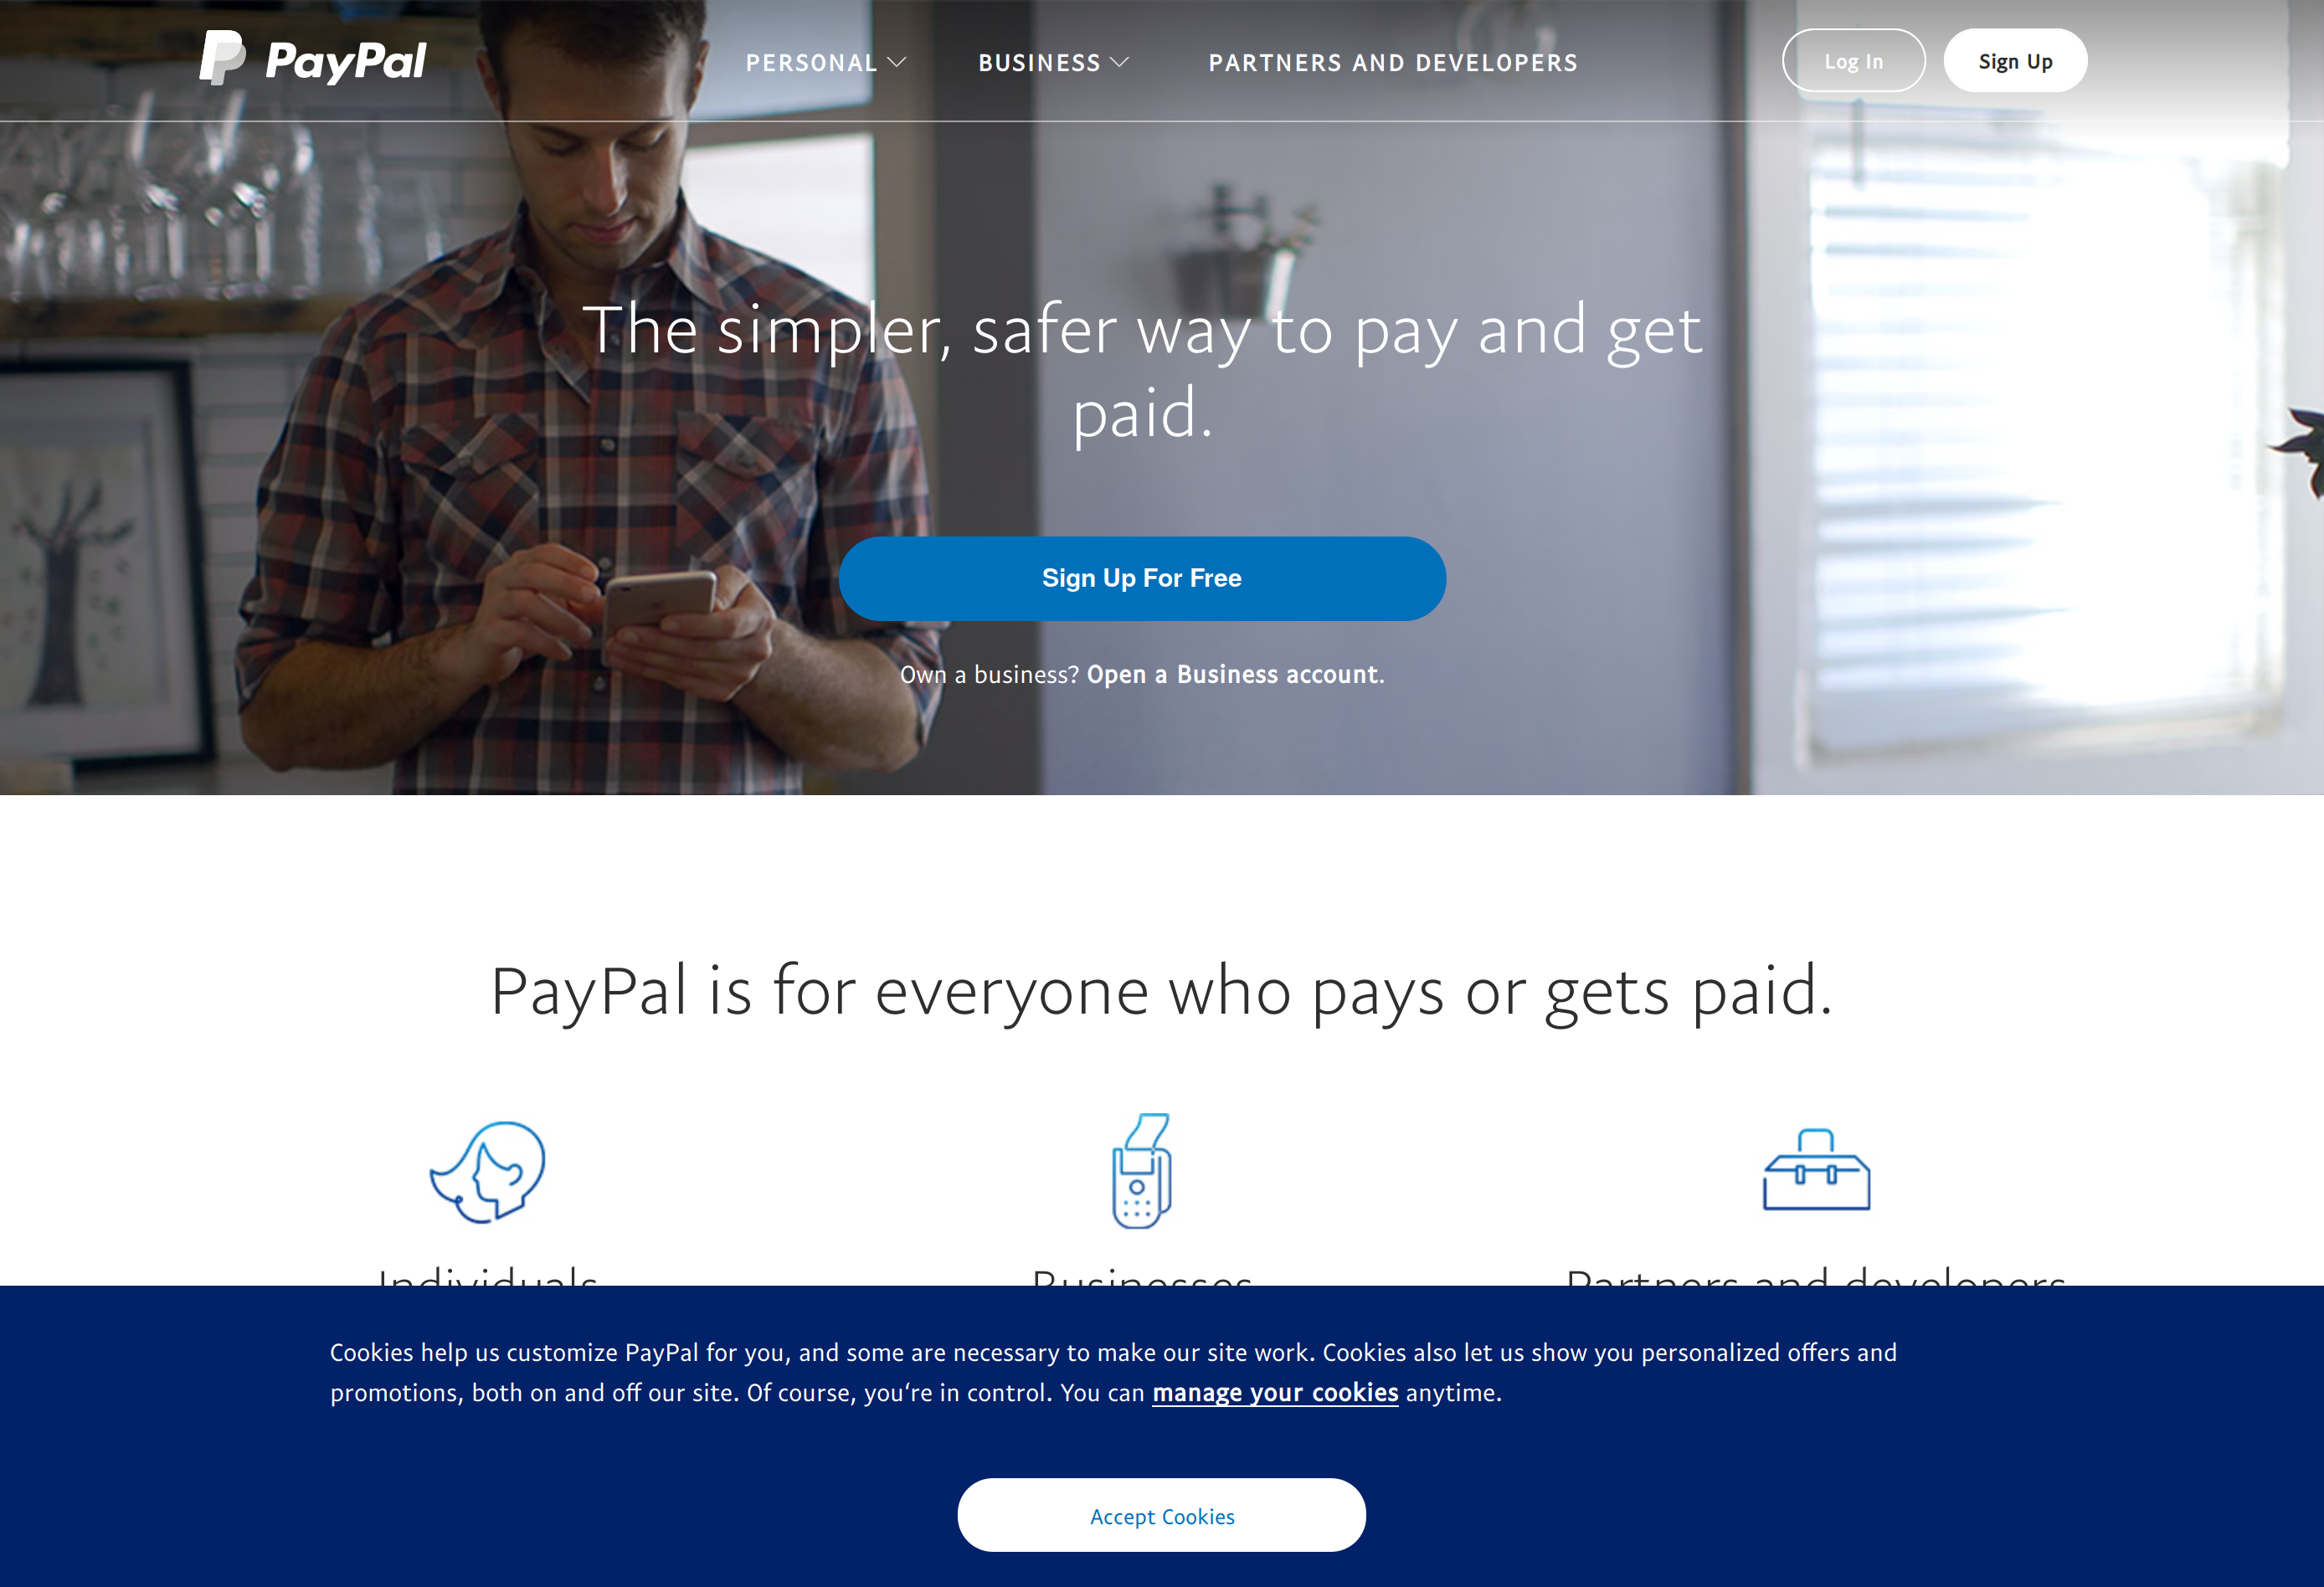 PayPal
PERSONAL
BUSINESS
PARTNERS AND DEVELOPERS
Log In
Sign Up
The simpler, safer way to pay and get
paid.
Sign Up For Free
Own a business? Open a Business account.
PayPal is for everyone who pays or gets paid.
Individuals
Businesses
Partners and developers
Cookies help us customize PayPal for you, and some are necessary to make our site work. Cookies also let us show you personalized offers and
promotions, both on and off our site. Of course, you’re in control. You can manage your cookies anytime.
Accept Cookies